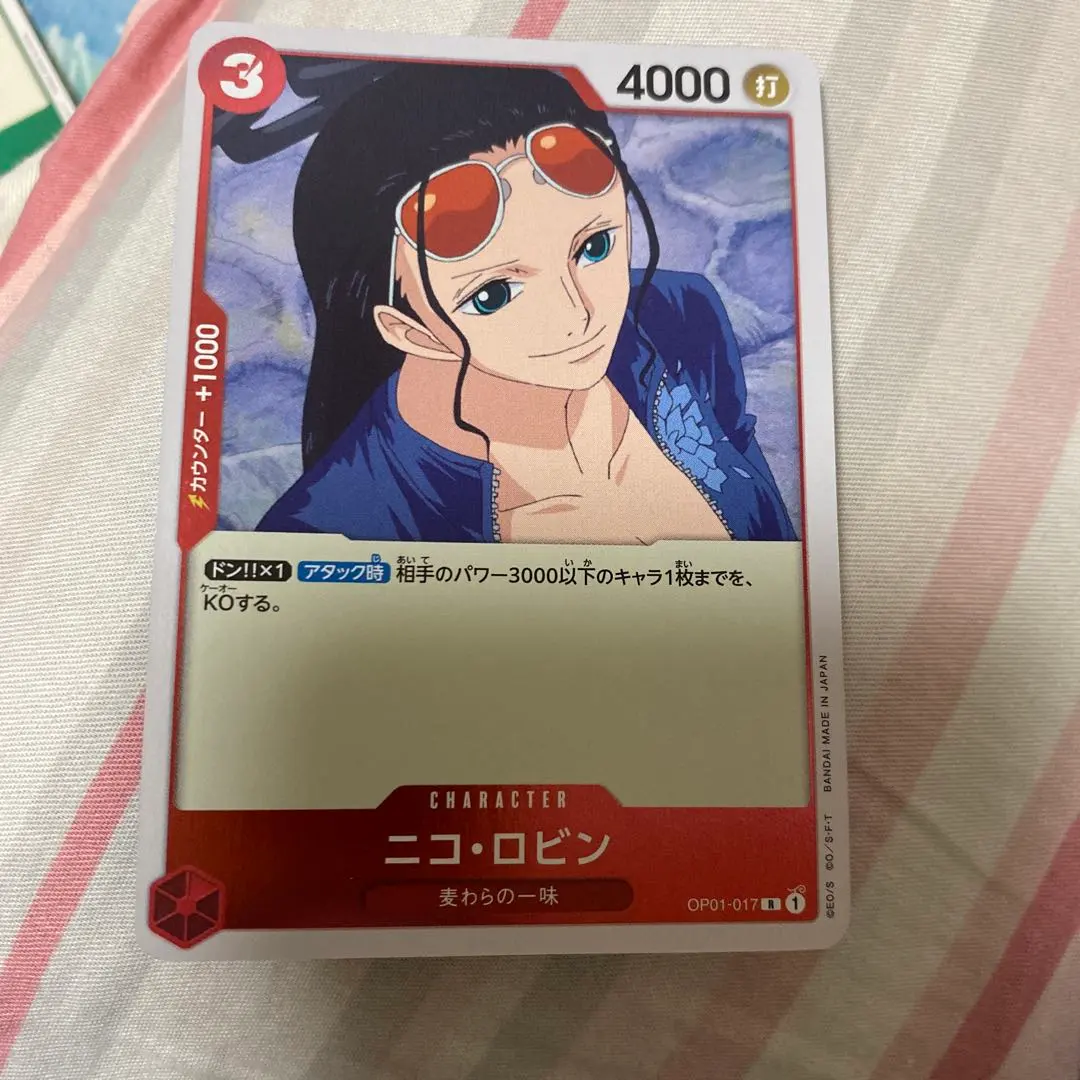 3
4000 打
カウンター +1000
ドン!!×1 アタック時 相手のパワー3000以下のキャラ1枚までを、
KOする。
CHARACTER
ニコ・ロビン
麦わらの一味
OP01-017 R 1
©EO/S ©O/S・F・T BANDAI MADE IN JAPAN